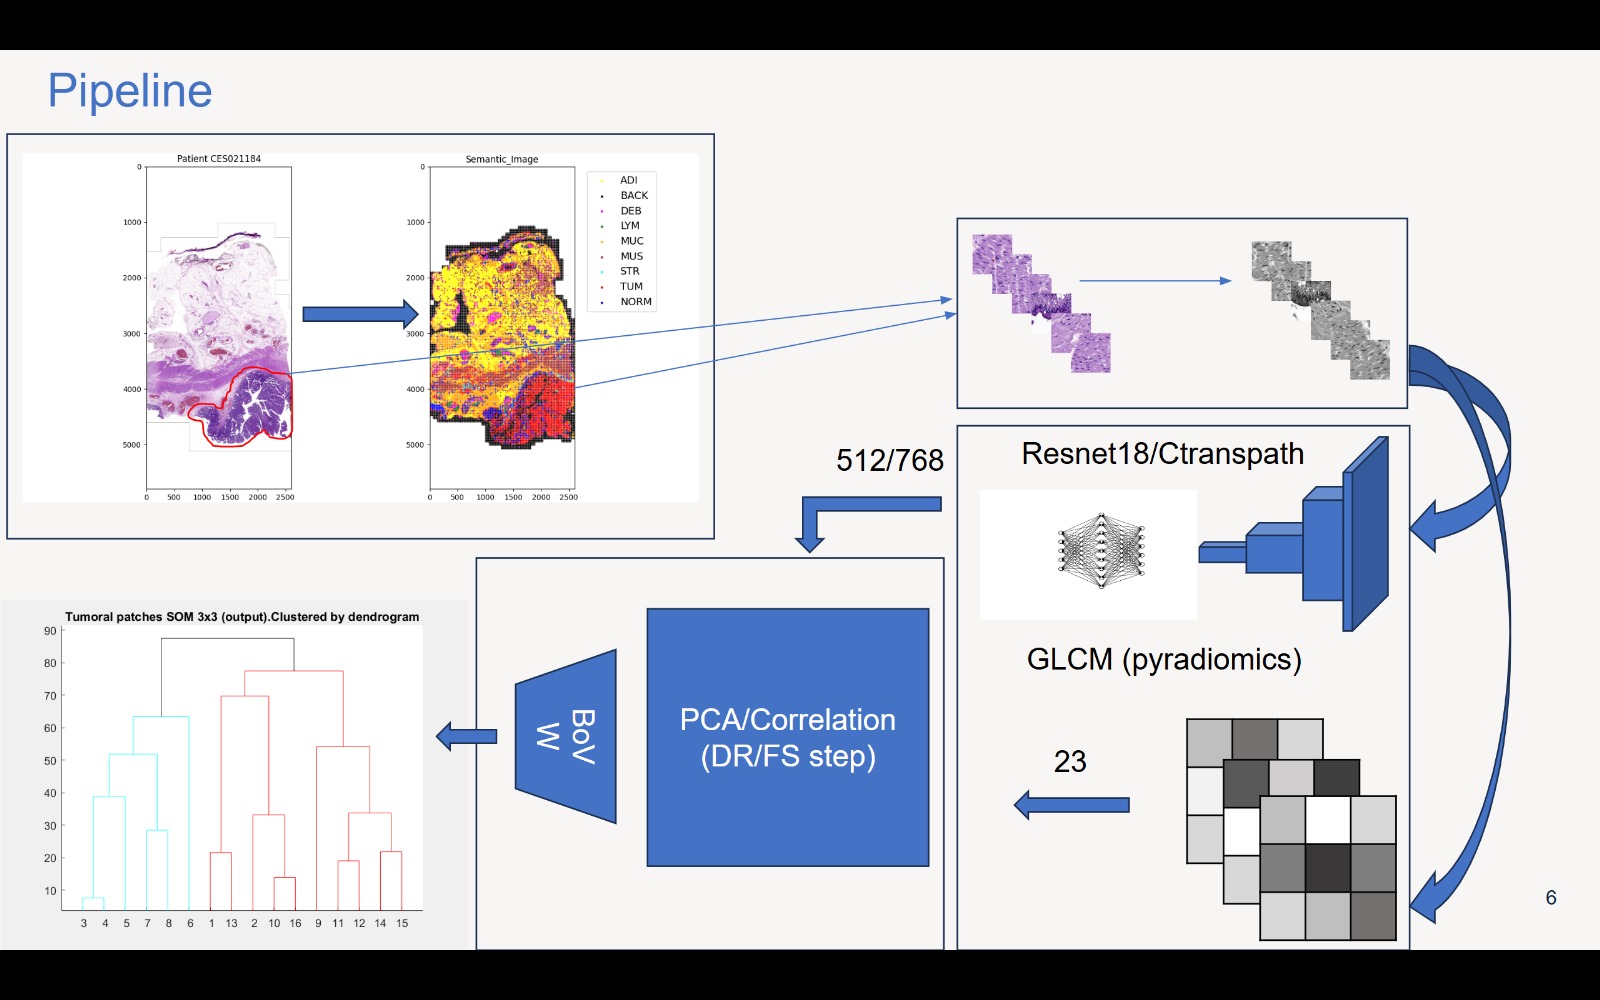 Pipeline
Patient CES021184
0
1000
2000
3000
4000
5000
0 500 1000 1500 2000 2500
Semantic_Image
0
1000
2000
3000
4000
5000
0 500 1000 1500 2000 2500
ADI
BACK
DEB
LYM
MUC
MUS
STR
TUM
NORM
512/768
Resnet18/Ctranspath
GLCM (pyradiomics)
23
PCA/Correlation
(DR/FS step)
BoV
W
Tumoral patches SOM 3x3 (output).Clustered by dendrogram
90
80
70
60
50
40
30
20
10
3 4 5 7 8 6 1 13 2 10 16 9 11 12 14 15
6